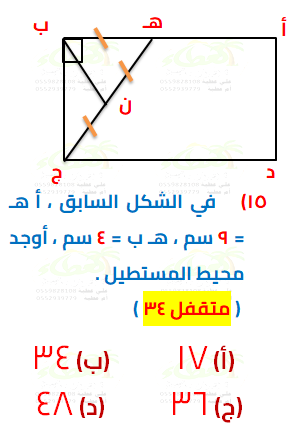 ب هـ أ
ن
ج د
١٥) في الشكل السابق ، أ هـ
= ٩ سم ، هـ ب = ٤ سم ، أوجد
محيط المستطيل .
( متقفل ٣٤ )
(أ) ١٧ (ب) ٣٤
(ج) ٣٦ (د) ٤٨